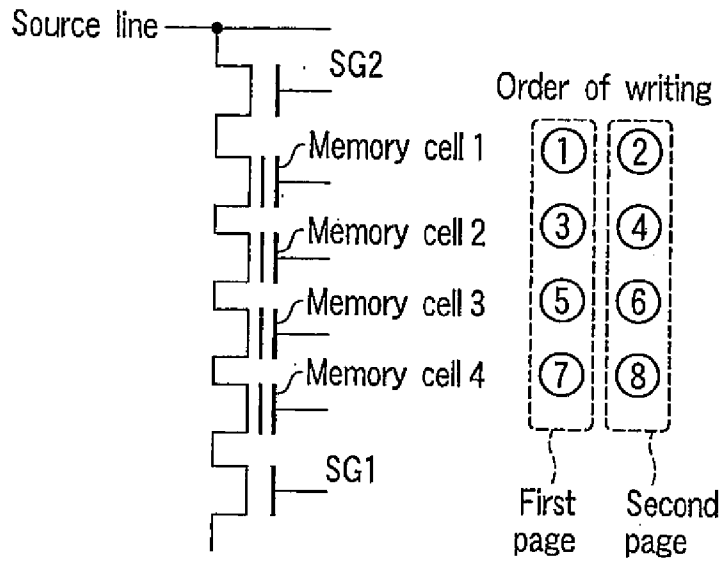 Source line
SG2
Order of writing
Memory cell 1
① ②
Memory cell 2
③ ④
Memory cell 3
⑤ ⑥
Memory cell 4
⑦ ⑧
SG1
First page
Second page